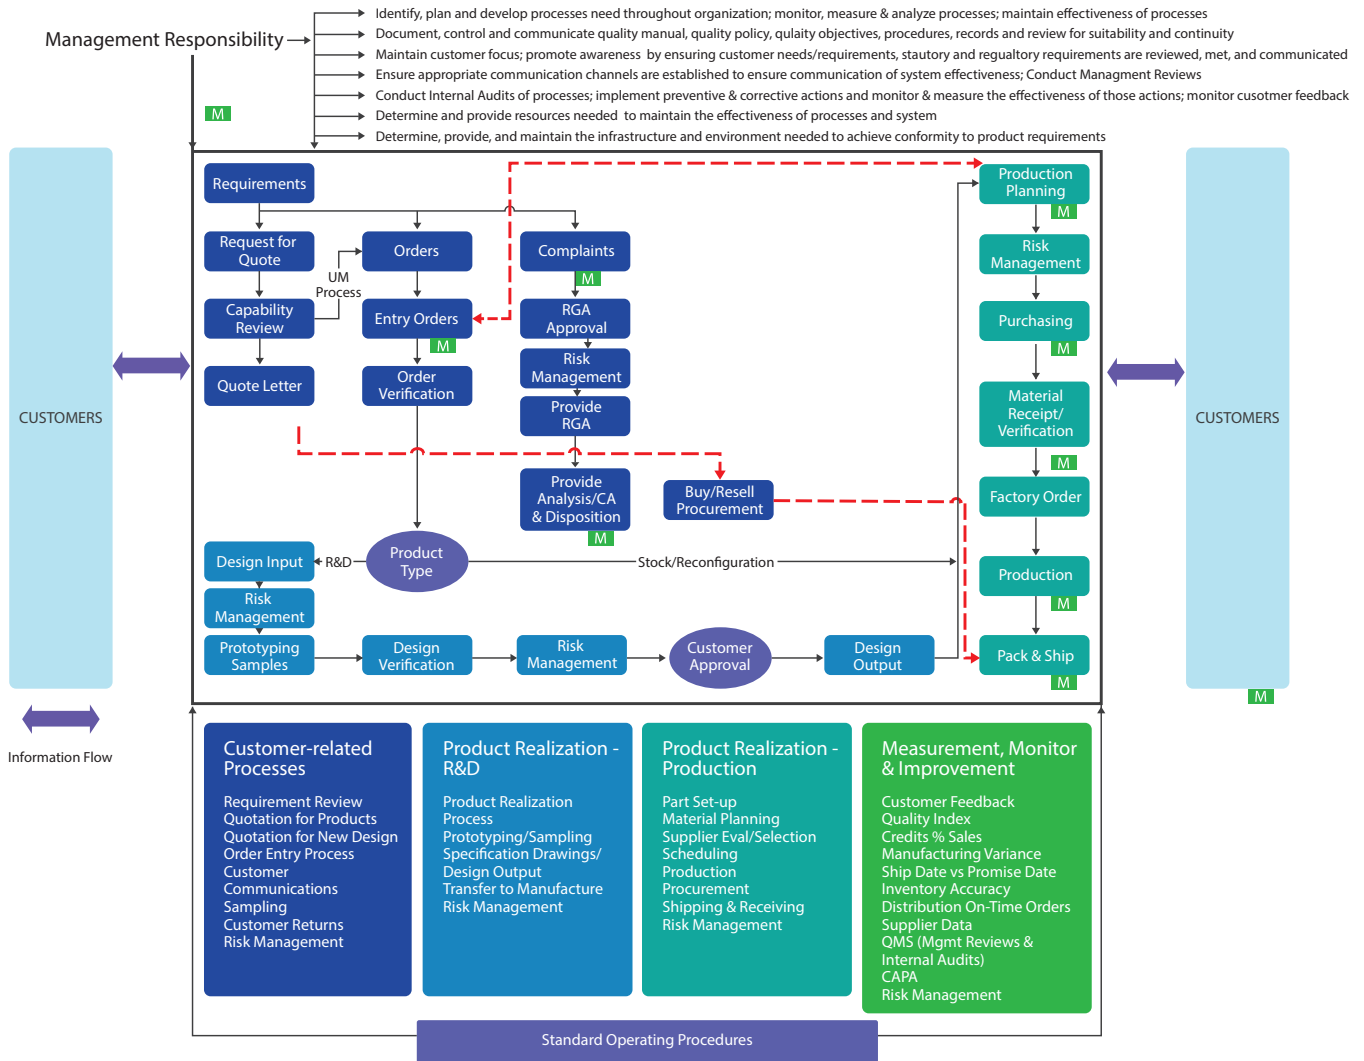 Identify, plan and develop processes need throughout organization; monitor, measure & analyze processes; maintain effectiveness of processes
Management Responsibility
Document, control and communicate quality manual, quality policy, qulaity objectives, procedures, records and review for suitability and continuity
Maintain customer focus; promote awareness by ensuring customer needs/requirements, stautory and regualtory requirements are reviewed, met, and communicated
Ensure appropriate communication channels are established to ensure communication of system effectiveness; Conduct Managment Reviews
Conduct Internal Audits of processes; implement preventive & corrective actions and monitor & measure the effectiveness of those actions; monitor cusotmer feedback
M
Determine and provide resources needed to maintain the effectiveness of processes and system
Determine, provide, and maintain the infrastructure and environment needed to achieve conformity to product requirements
CUSTOMERS
Requirements
Request for
Quote
Capability
Review
Quote Letter
UM
Process
Orders
Entry Orders
M
Order
Verification
Complaints
M
RGA
Approval
Risk
Management
Provide
RGA
Provide
Analysis/CA
& Disposition
M
Buy/Resell
Procurement
Production
Planning
M
Risk
Management
Purchasing
M
Material
Receipt/
Verification
M
Factory Order
Production
M
Pack & Ship
M
CUSTOMERS
M
Product
Type
R&D
Stock/Reconfiguration
Design Input
Risk
Management
Prototyping
Samples
Design
Verification
Risk
Management
Customer
Approval
Design
Output
Information Flow
Customer-related
Processes
Requirement Review
Quotation for Products
Quotation for New Design
Order Entry Process
Customer
Communications
Sampling
Customer Returns
Risk Management
Product Realization -
R&D
Product Realization
Process
Prototyping/Sampling
Specification Drawings/
Design Output
Transfer to Manufacture
Risk Management
Product Realization -
Production
Part Set-up
Material Planning
Supplier Eval/Selection
Scheduling
Production
Procurement
Shipping & Receiving
Risk Management
Measurement, Monitor
& Improvement
Customer Feedback
Quality Index
Credits % Sales
Manufacturing Variance
Ship Date vs Promise Date
Inventory Accuracy
Distribution On-Time Orders
Supplier Data
QMS (Mgmt Reviews &
Internal Audits)
CAPA
Risk Management
Standard Operating Procedures